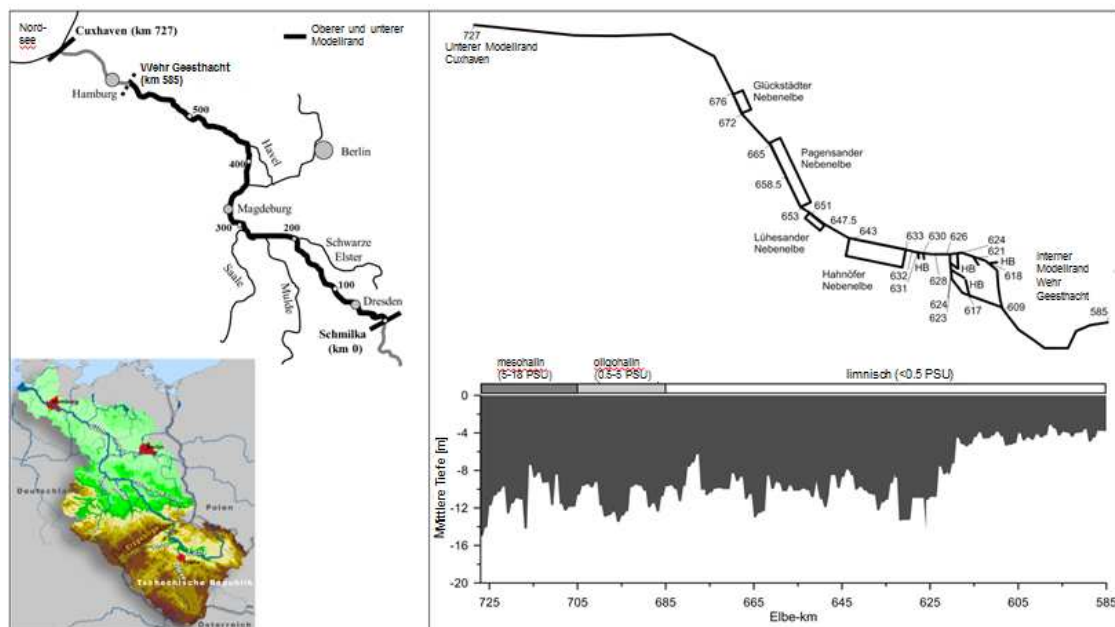 Nord-
see
Cuxhaven (km 727)
Oberer und unterer
Modellrand
Wehr Geesthacht
(km 585)
Hamburg
500
Havel
Berlin
400
Magdeburg
300
200
Schwarze
Elster
Saale
Mulde
100
Dresden
Schmilka
(km 0)
Deutschland
Polen
Erzgebirge
Tschechische Republik
Österreich
727
Unterer Modellrand
Cuxhaven
Glückstädter
Nebenelbe
676
672
665
Pagensander
Nebenelbe
658.5
651
653
647.5
Lühesander
Nebenelbe
643
Hahnöfer
Nebenelbe
633
630
626
624
621
HB
618
632
631
HB
628
HB
HB
624
623
617
609
Interner
Modellrand
Wehr
Geesthacht
585
mesohalin
(5-18 PSU)
oligohalin
(0.5-5 PSU)
limnisch (<0.5 PSU)
Mittlere Tiefe [m]
0
-4
-8
-12
-16
-20
725
705
685
665
645
625
605
585
Elbe-km